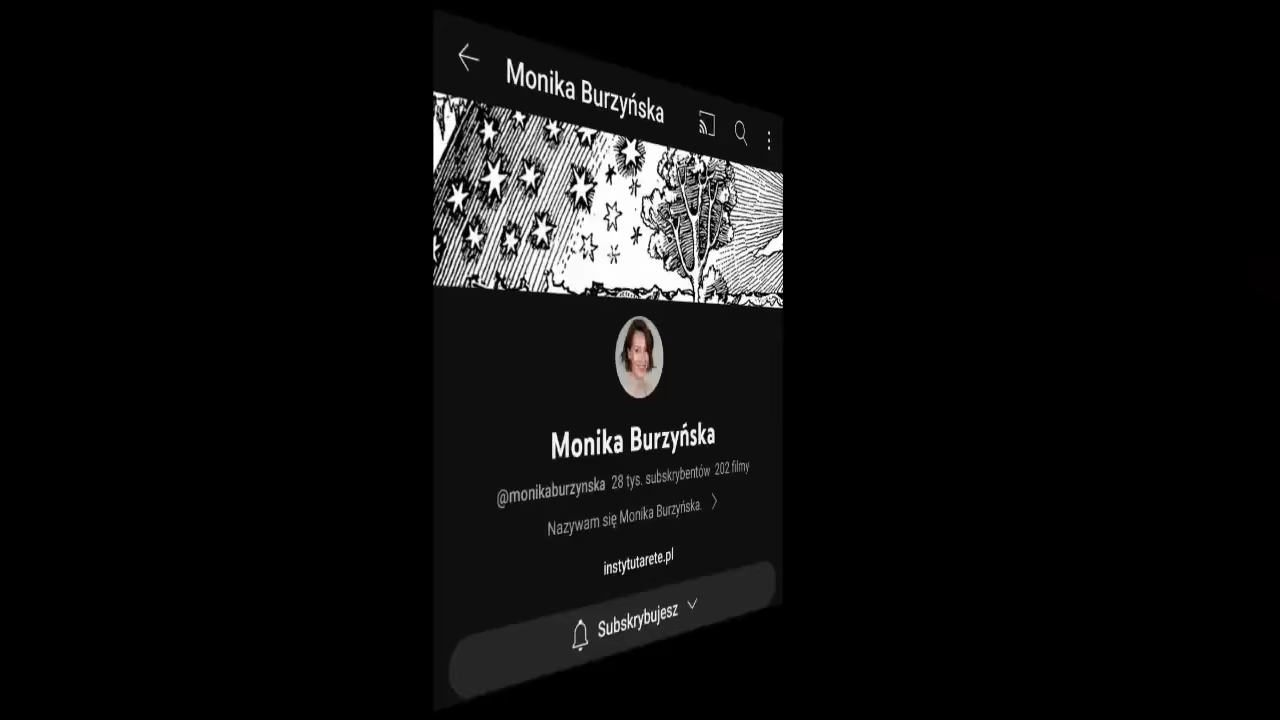 Monika Burzyńska
Monika Burzyńska
@monikaburzynska 28 tys. subskrybentów 202 filmy
Nazywam się Monika Burzyńska.
instytutarete.pl
Subskrybujesz